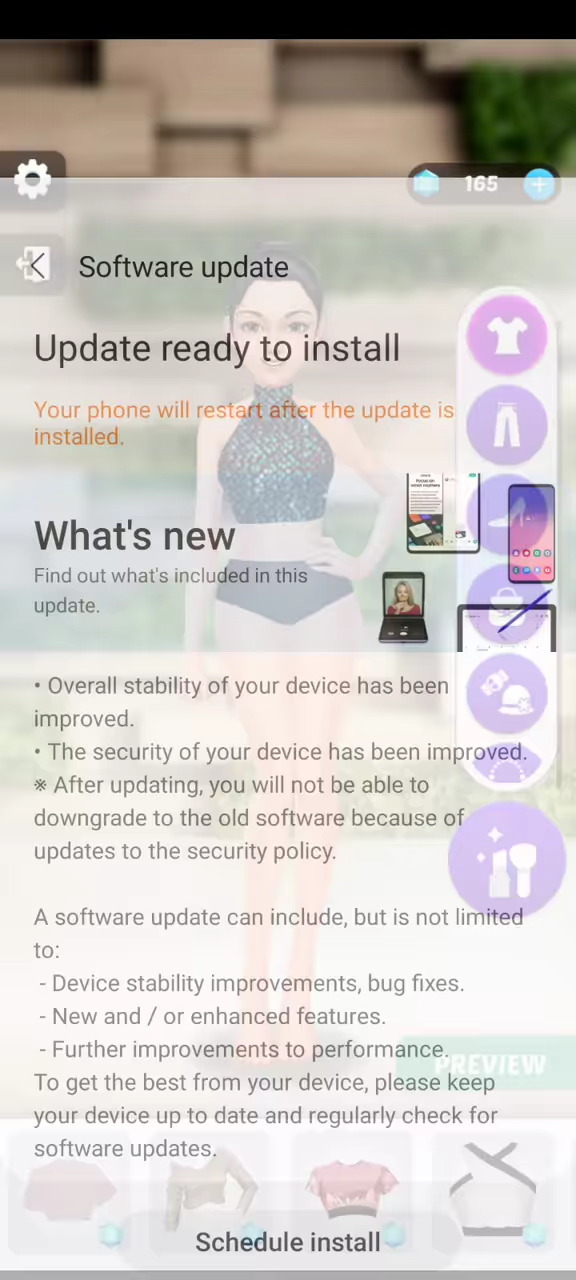 165
Software update
Update ready to install
Your phone will restart after the update is
installed.
What's new
Find out what's included in this
update.
• Overall stability of your device has been
improved.
• The security of your device has been improved.
※ After updating, you will not be able to
downgrade to the old software because of
updates to the security policy.
A software update can include, but is not limited
to:
- Device stability improvements, bug fixes.
- New and / or enhanced features.
- Further improvements to performance.
PREVIEW
To get the best from your device, please keep
your device up to date and regularly check for
software updates.
Schedule install